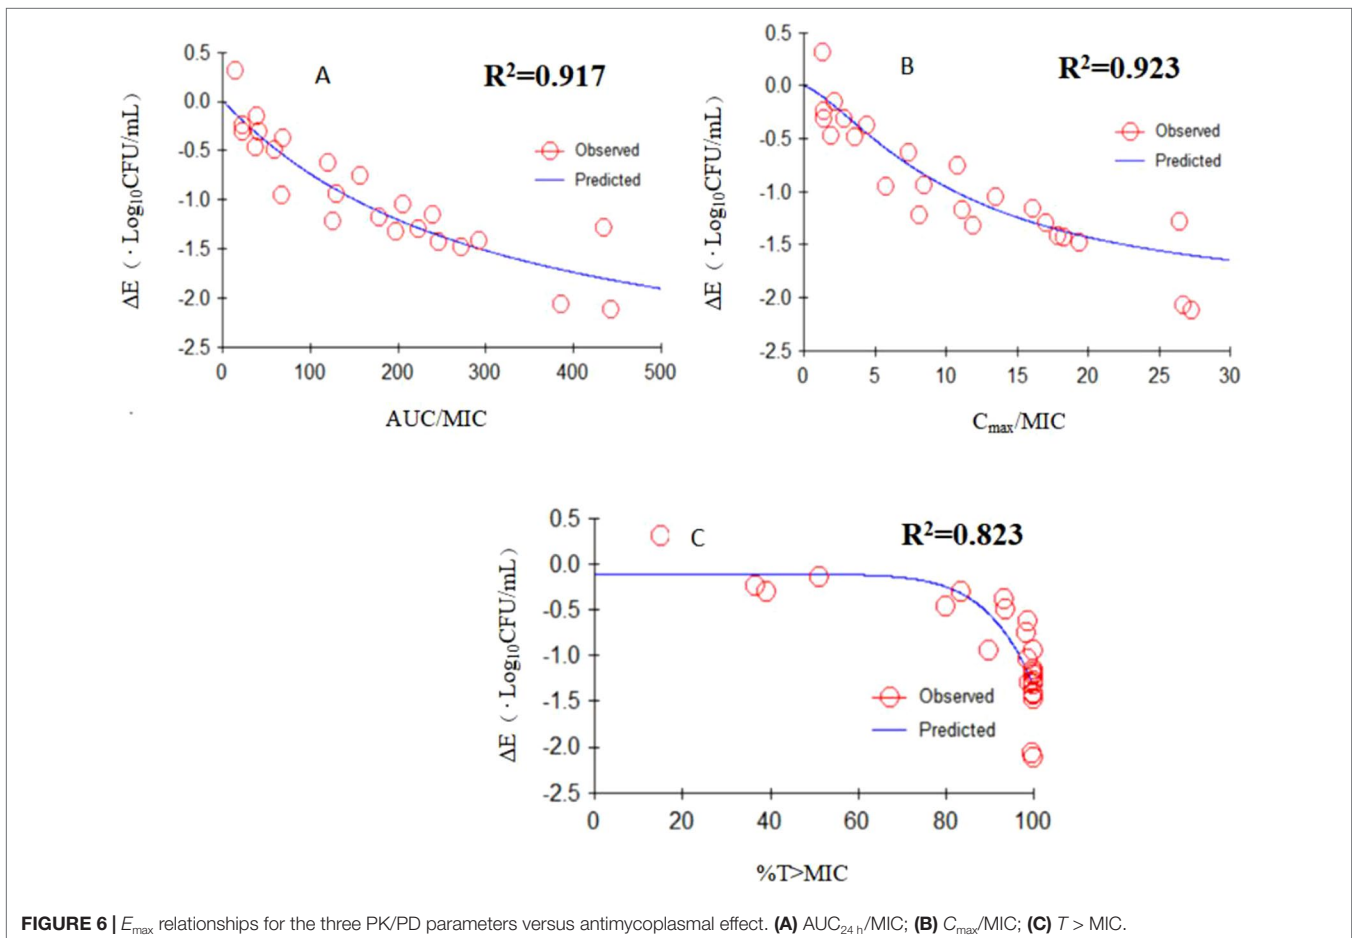 0.5
0.0
-0.5
-1.0
-1.5
-2.0
-2.5
ΔE (·Log₁₀CFU/mL)
A
R²=0.917
Observed
Predicted
0 100 200 300 400 500
AUC/MIC
0.5
0.0
-0.5
-1.0
-1.5
-2.0
-2.5
ΔE (·Log₁₀CFU/mL)
B
R²=0.923
Observed
Predicted
0 5 10 15 20 25 30
Cmax/MIC
0.5
0.0
-0.5
-1.0
-1.5
-2.0
-2.5
ΔE (·Log₁₀CFU/mL)
C
R²=0.823
Observed
Predicted
0 20 40 60 80 100
%T>MIC
FIGURE 6 | Emax relationships for the three PK/PD parameters versus antimycoplasmal effect. (A) AUC24 h/MIC; (B) Cmax/MIC; (C) T > MIC.